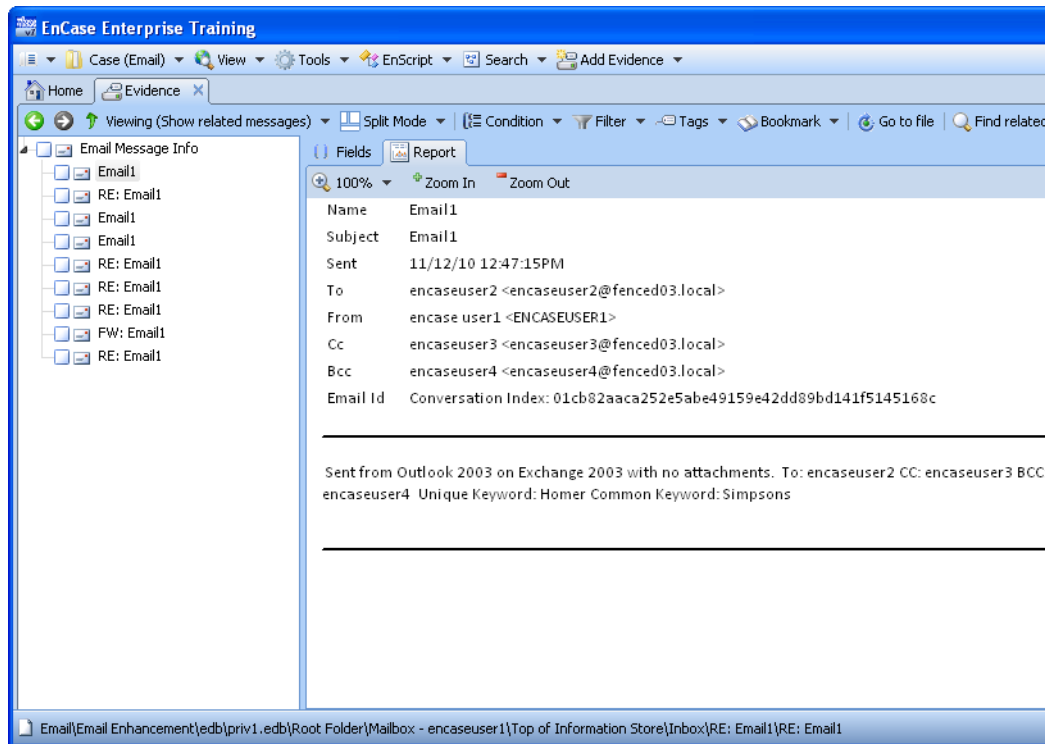 EnCase Enterprise Training
Case (Email) View Tools EnScript Search Add Evidence
Home Evidence
Viewing (Show related messages) Split Mode Condition Filter Tags Bookmark Go to file Find related
Email Message Info
Email1
RE: Email1
Email1
Email1
RE: Email1
RE: Email1
RE: Email1
FW: Email1
RE: Email1
Fields Report
100% Zoom In Zoom Out
Name Email1
Subject Email1
Sent 11/12/10 12:47:15PM
To encaseuser2 <encaseuser2@fenced03.local>
From encase user1 <ENCASEUSER1>
Cc encaseuser3 <encaseuser3@fenced03.local>
Bcc encaseuser4 <encaseuser4@fenced03.local>
Email Id Conversation Index: 01cb82aaca252e5abe49159e42dd89bd141f5145168c
Sent from Outlook 2003 on Exchange 2003 with no attachments. To: encaseuser2 CC: encaseuser3 BCC
encaseuser4 Unique Keyword: Homer Common Keyword: Simpsons
Email\Email Enhancement\edb\priv1.edb\Root Folder\Mailbox - encaseuser1\Top of Information Store\Inbox\RE: Email1\RE: Email1